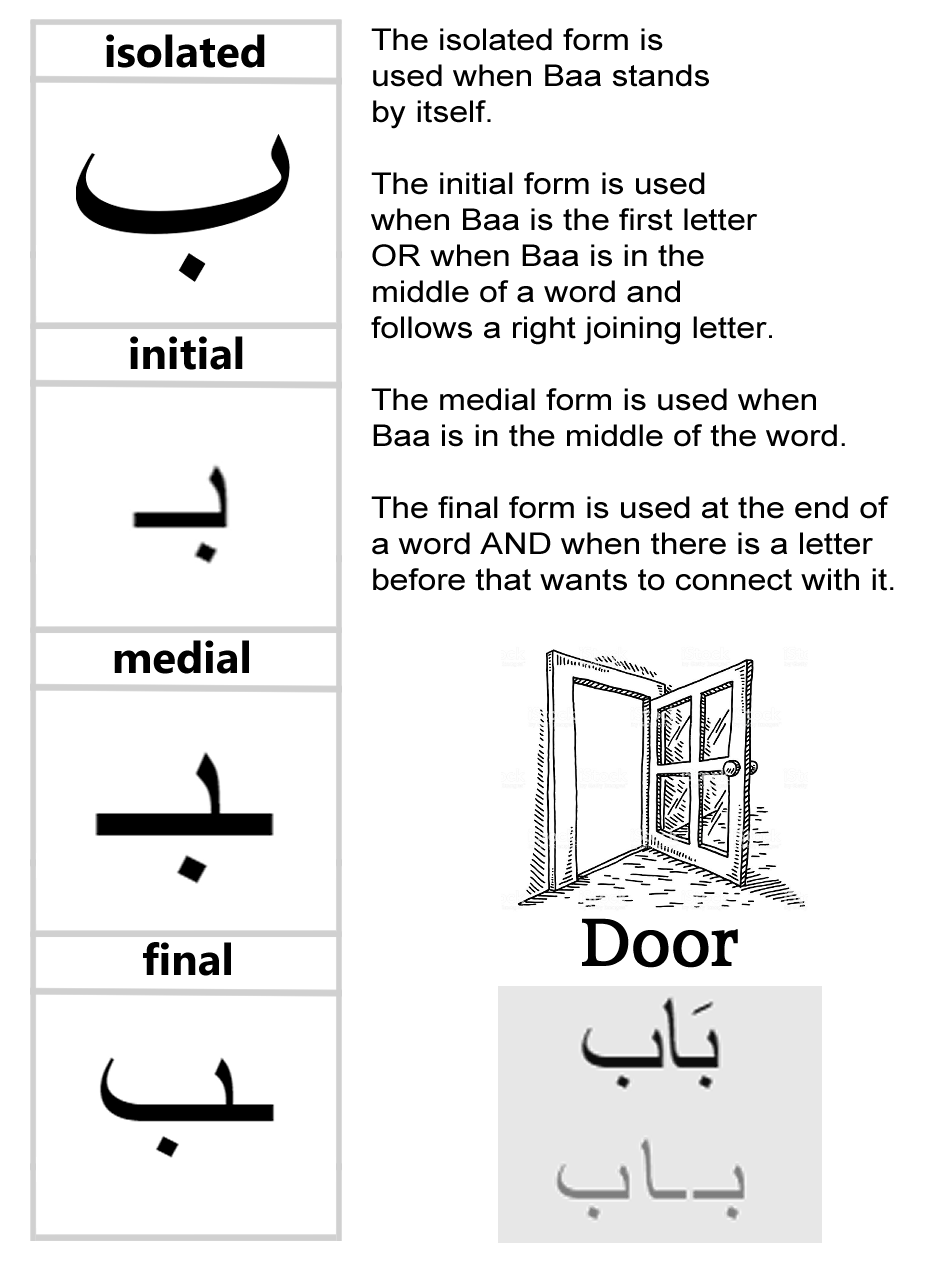 isolated
ب
initial
بـ
medial
ـبـ
final
ـب
The isolated form is
used when Baa stands
by itself.
The initial form is used
when Baa is the first letter
OR when Baa is in the
middle of a word and
follows a right joining letter.
The medial form is used when
Baa is in the middle of the word.
The final form is used at the end of
a word AND when there is a letter
before that wants to connect with it.
Door
بَاب
بـ ـا ب